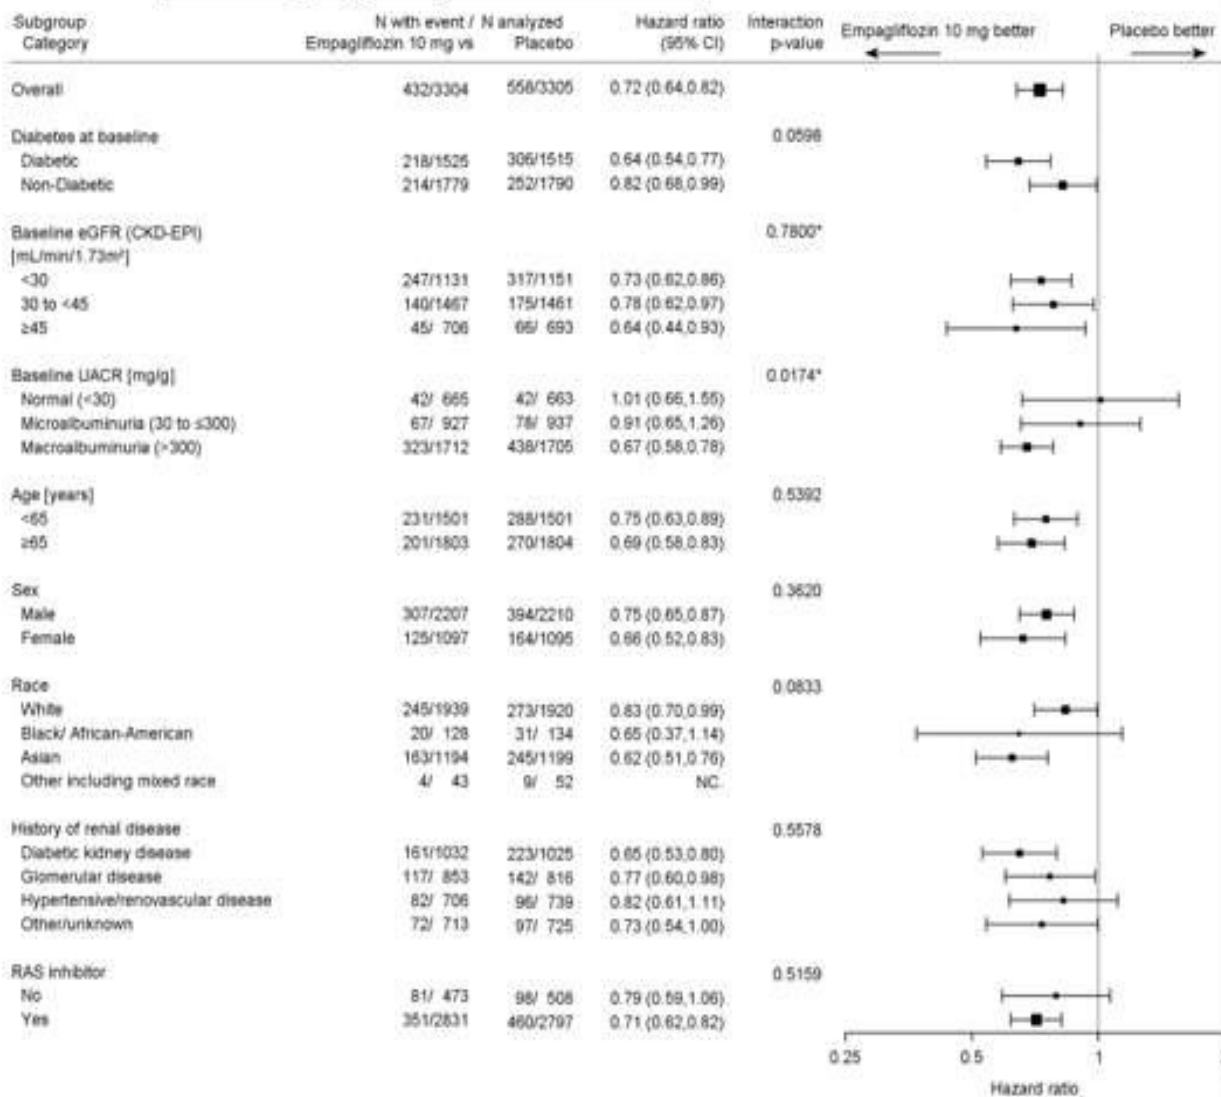 Subgroup N with event / N analyzed Hazard ratio Interaction
Category Empagliflozin 10 mg vs Placebo (95% CI) p-value Empagliflozin 10 mg better Placebo better
Overall 432/3304 558/3305 0.72 (0.64,0.82)
Diabetes at baseline 0.0598
Diabetic 218/1525 306/1515 0.64 (0.54,0.77)
Non-Diabetic 214/1779 252/1790 0.82 (0.68,0.99)
Baseline eGFR (CKD-EPI) 0.7800*
[mL/min/1.73m²]
<30 247/1131 317/1151 0.73 (0.62,0.86)
30 to <45 140/1467 175/1461 0.78 (0.62,0.97)
≥45 45/ 706 66/ 693 0.64 (0.44,0.93)
Baseline UACR [mg/g] 0.0174*
Normal (<30) 42/ 665 42/ 663 1.01 (0.66,1.55)
Microalbuminuria (30 to ≤300) 67/ 927 78/ 937 0.91 (0.65,1.26)
Macroalbuminuria (>300) 323/1712 438/1705 0.67 (0.58,0.78)
Age [years] 0.5392
<65 231/1501 288/1501 0.75 (0.63,0.89)
≥65 201/1803 270/1804 0.69 (0.58,0.83)
Sex 0.3620
Male 307/2207 394/2210 0.75 (0.65,0.87)
Female 125/1097 164/1095 0.66 (0.52,0.83)
Race 0.0833
White 245/1939 273/1920 0.83 (0.70,0.99)
Black/ African-American 20/ 128 31/ 134 0.65 (0.37,1.14)
Asian 163/1194 245/1199 0.62 (0.51,0.76)
Other including mixed race 4/ 43 9/ 52 NC.
History of renal disease 0.5578
Diabetic kidney disease 161/1032 223/1025 0.65 (0.53,0.80)
Glomerular disease 117/ 853 142/ 816 0.77 (0.60,0.98)
Hypertensive/renovascular disease 82/ 706 96/ 739 0.82 (0.61,1.11)
Other/unknown 72/ 713 97/ 725 0.73 (0.54,1.00)
RAS inhibitor 0.5159
No 81/ 473 98/ 508 0.79 (0.59,1.06)
Yes 351/2831 460/2797 0.71 (0.62,0.82)
0.25 0.5 1
Hazard ratio